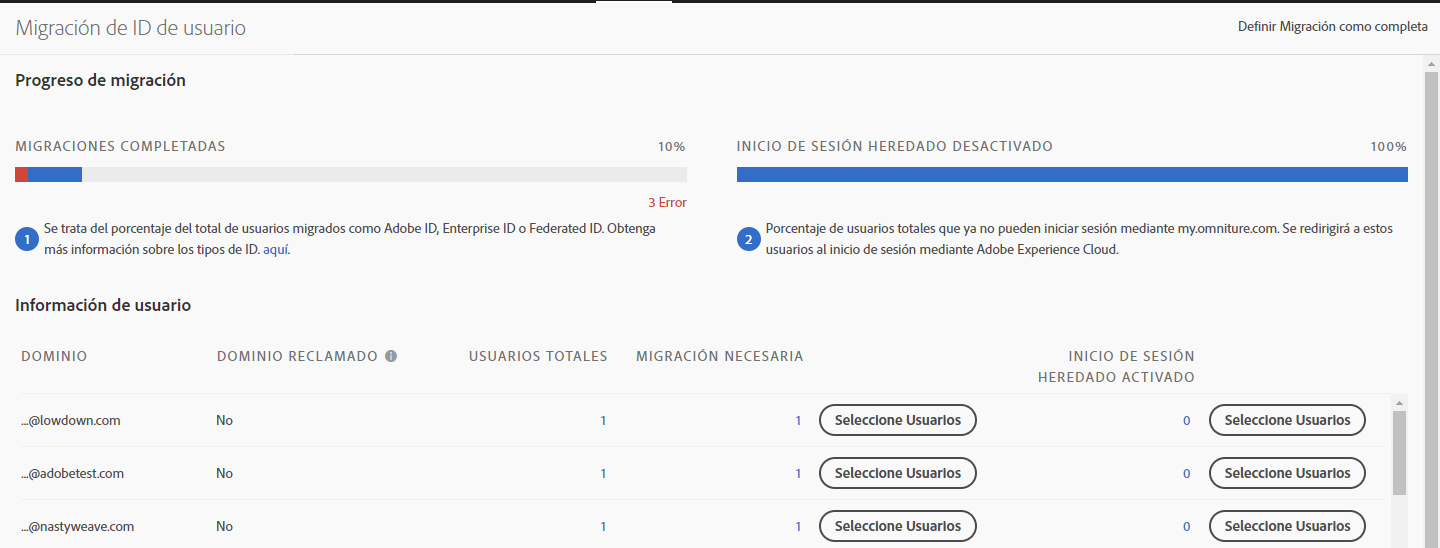 Migración de ID de usuario
Definir Migración como completa
Progreso de migración
MIGRACIONES COMPLETADAS 10%
3 Error
1 Se trata del porcentaje del total de usuarios migrados como Adobe ID, Enterprise ID o Federated ID. Obtenga
más información sobre los tipos de ID. aquí.
INICIO DE SESIÓN HEREDADO DESACTIVADO 100%
2 Porcentaje de usuarios totales que ya no pueden iniciar sesión mediante my.omniture.com. Se redirigirá a estos
usuarios al inicio de sesión mediante Adobe Experience Cloud.
Información de usuario
DOMINIO DOMINIO RECLAMADO i USUARIOS TOTALES MIGRACIÓN NECESARIA INICIO DE SESIÓN
HEREDADO ACTIVADO
...@lowdown.com No 1 1 Seleccione Usuarios 0 Seleccione Usuarios
...@adobetest.com No 1 1 Seleccione Usuarios 0 Seleccione Usuarios
...@nastyweave.com No 1 1 Seleccione Usuarios 0 Seleccione Usuarios